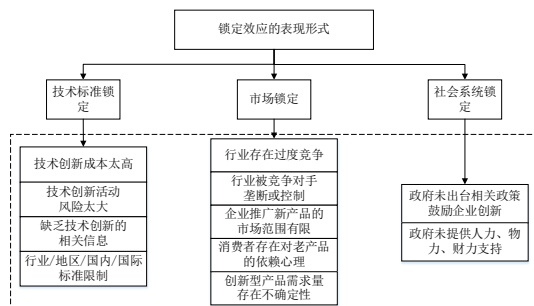 锁定效应的表现形式
技术标准锁
定
市场锁定
社会系统锁
定
技术创新成本太高
技术创新活动
风险太大
缺乏技术创新的
相关信息
行业/地区/国内/国际
标准限制
行业存在过度竞争
行业被竞争对手
垄断或控制
企业推广新产品的
市场范围有限
消费者存在对老产品
的依赖心理
创新型产品需求量
存在不确定性
政府未出台相关政策
鼓励企业创新
政府未提供人力、物
力、财力支持